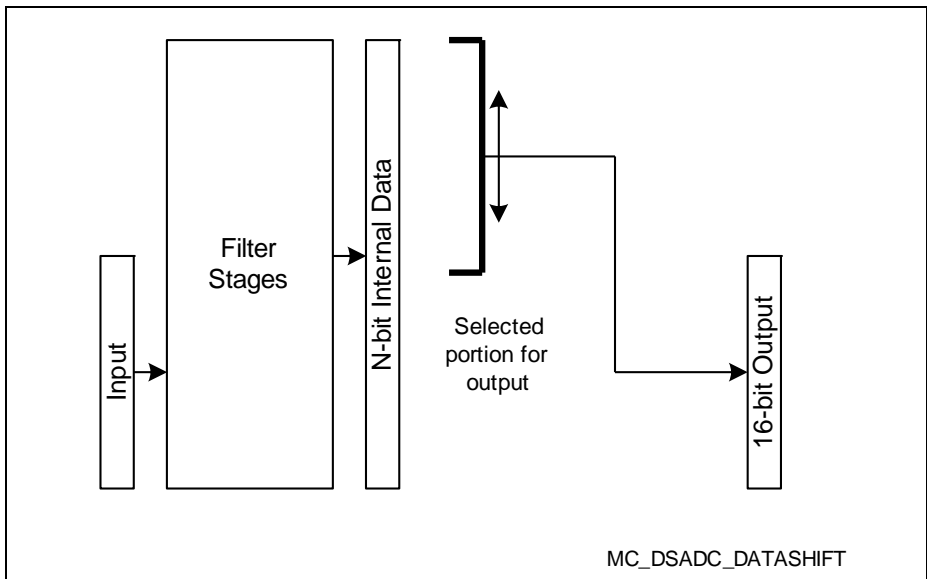 Input
Filter
Stages
N-bit Internal Data
Selected
portion for
output
16-bit Output
MC_DSADC_DATASHIFT